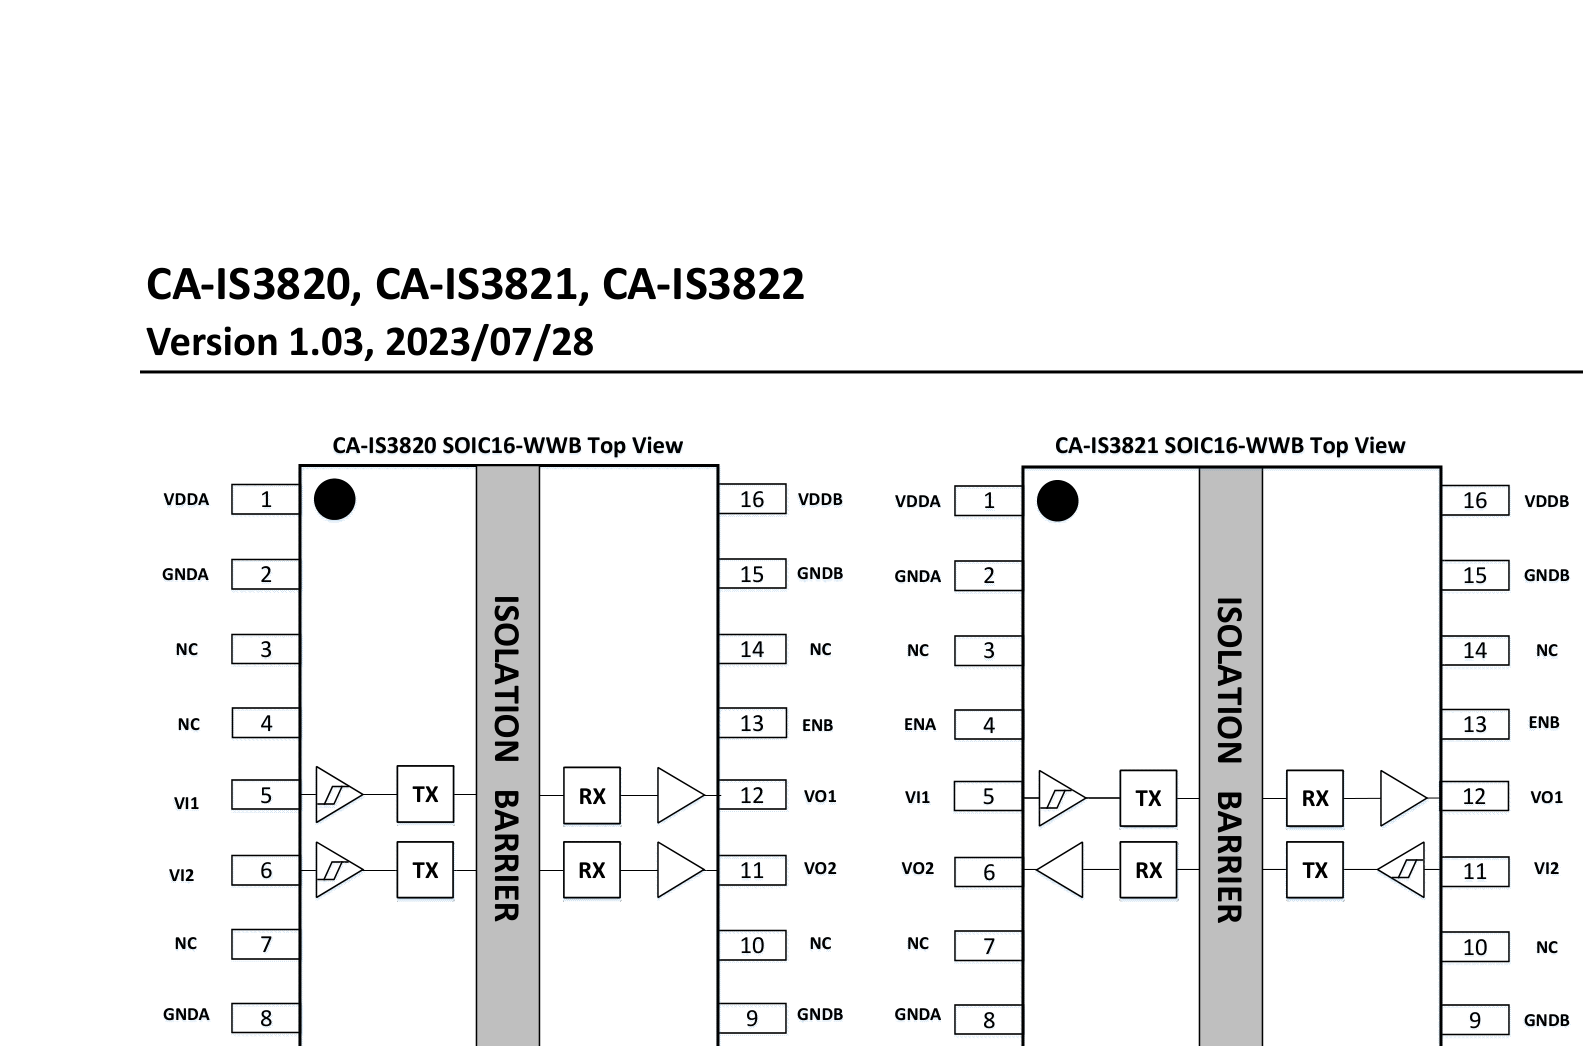 CA-IS3820, CA-IS3821, CA-IS3822
Version 1.03, 2023/07/28
CA-IS3820 SOIC16-WWB Top View
VDDA 1 16 VDDB
GNDA 2 15 GNDB
NC 3 14 NC
NC 4 13 ENB
VI1 5 TX RX 12 VO1
VI2 6 TX RX 11 VO2
NC 7 10 NC
GNDA 8 9 GNDB
ISOLATION BARRIER
CA-IS3821 SOIC16-WWB Top View
VDDA 1 16 VDDB
GNDA 2 15 GNDB
NC 3 14 NC
ENA 4 13 ENB
VI1 5 TX RX 12 VO1
VO2 6 RX TX 11 VI2
NC 7 10 NC
GNDA 8 9 GNDB
ISOLATION BARRIER